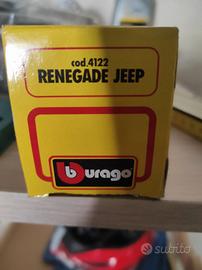 cod.4122
RENEGADE JEEP
burago
subito